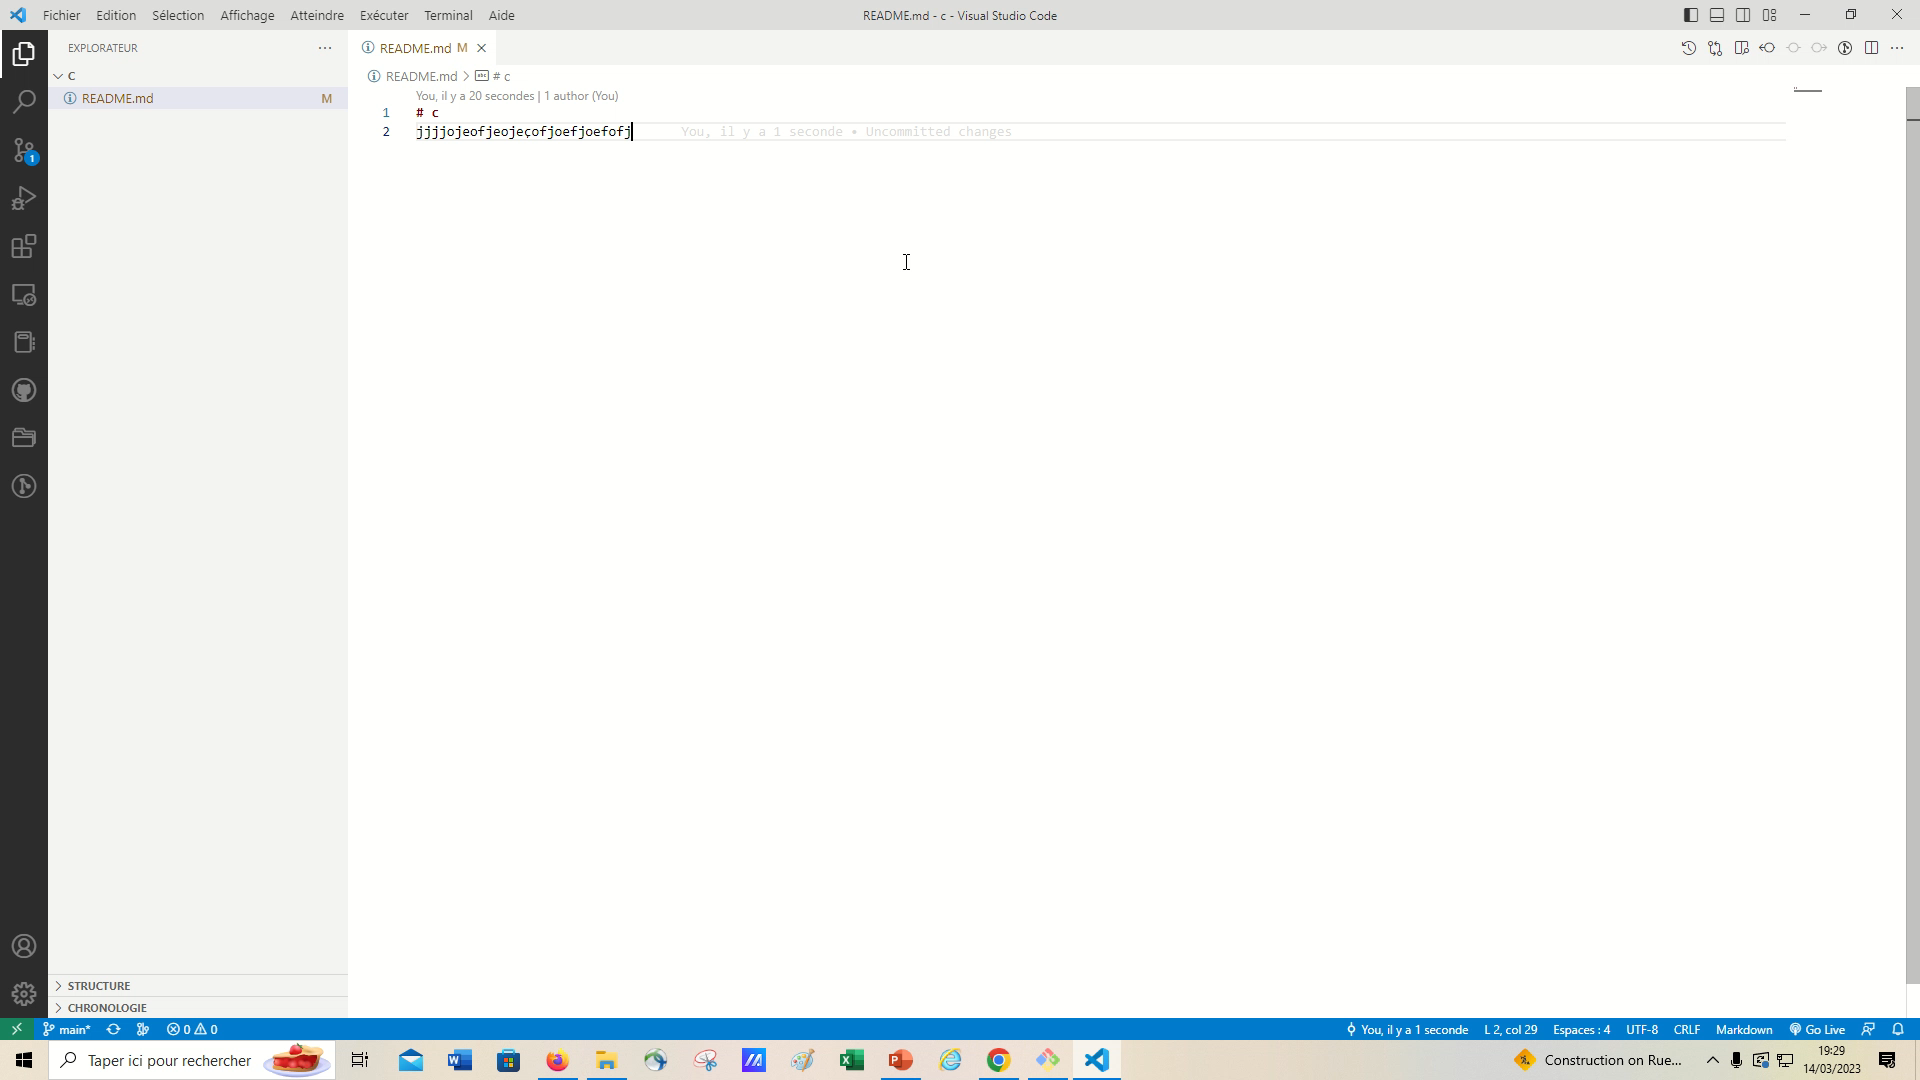 Fichier Edition Sélection Affichage Atteindre Exécuter Terminal Aide
README.md - c - Visual Studio Code
EXPLORATEUR
README.md M
C
README.md > # c
README.md M
You, il y a 20 secondes | 1 author (You)
1 # c
2 jjjjojeofjeojeçofjoefjoefofj You, il y a 1 seconde • Uncommitted changes
1
STRUCTURE
CHRONOLOGIE
main* 0 0 You, il y a 1 seconde L 2, col 29 Espaces : 4 UTF-8 CRLF Markdown Go Live
Taper ici pour rechercher
Construction on Rue...
19:29
14/03/2023